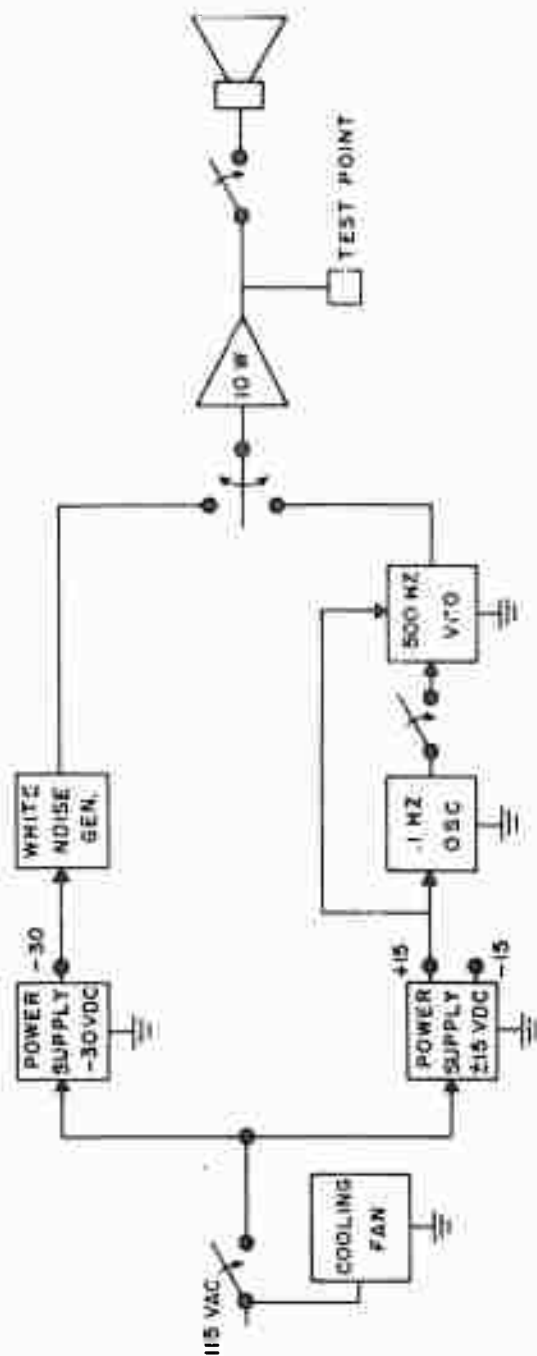 115 VAC
COOLING
FAN
POWER
SUPPLY
-30VDC
-30
WHITE
NOISE
GEN.
POWER
SUPPLY
±15 VDC
+15
-15
.1 HZ
OSC
500 HZ
10 W
TEST POINT